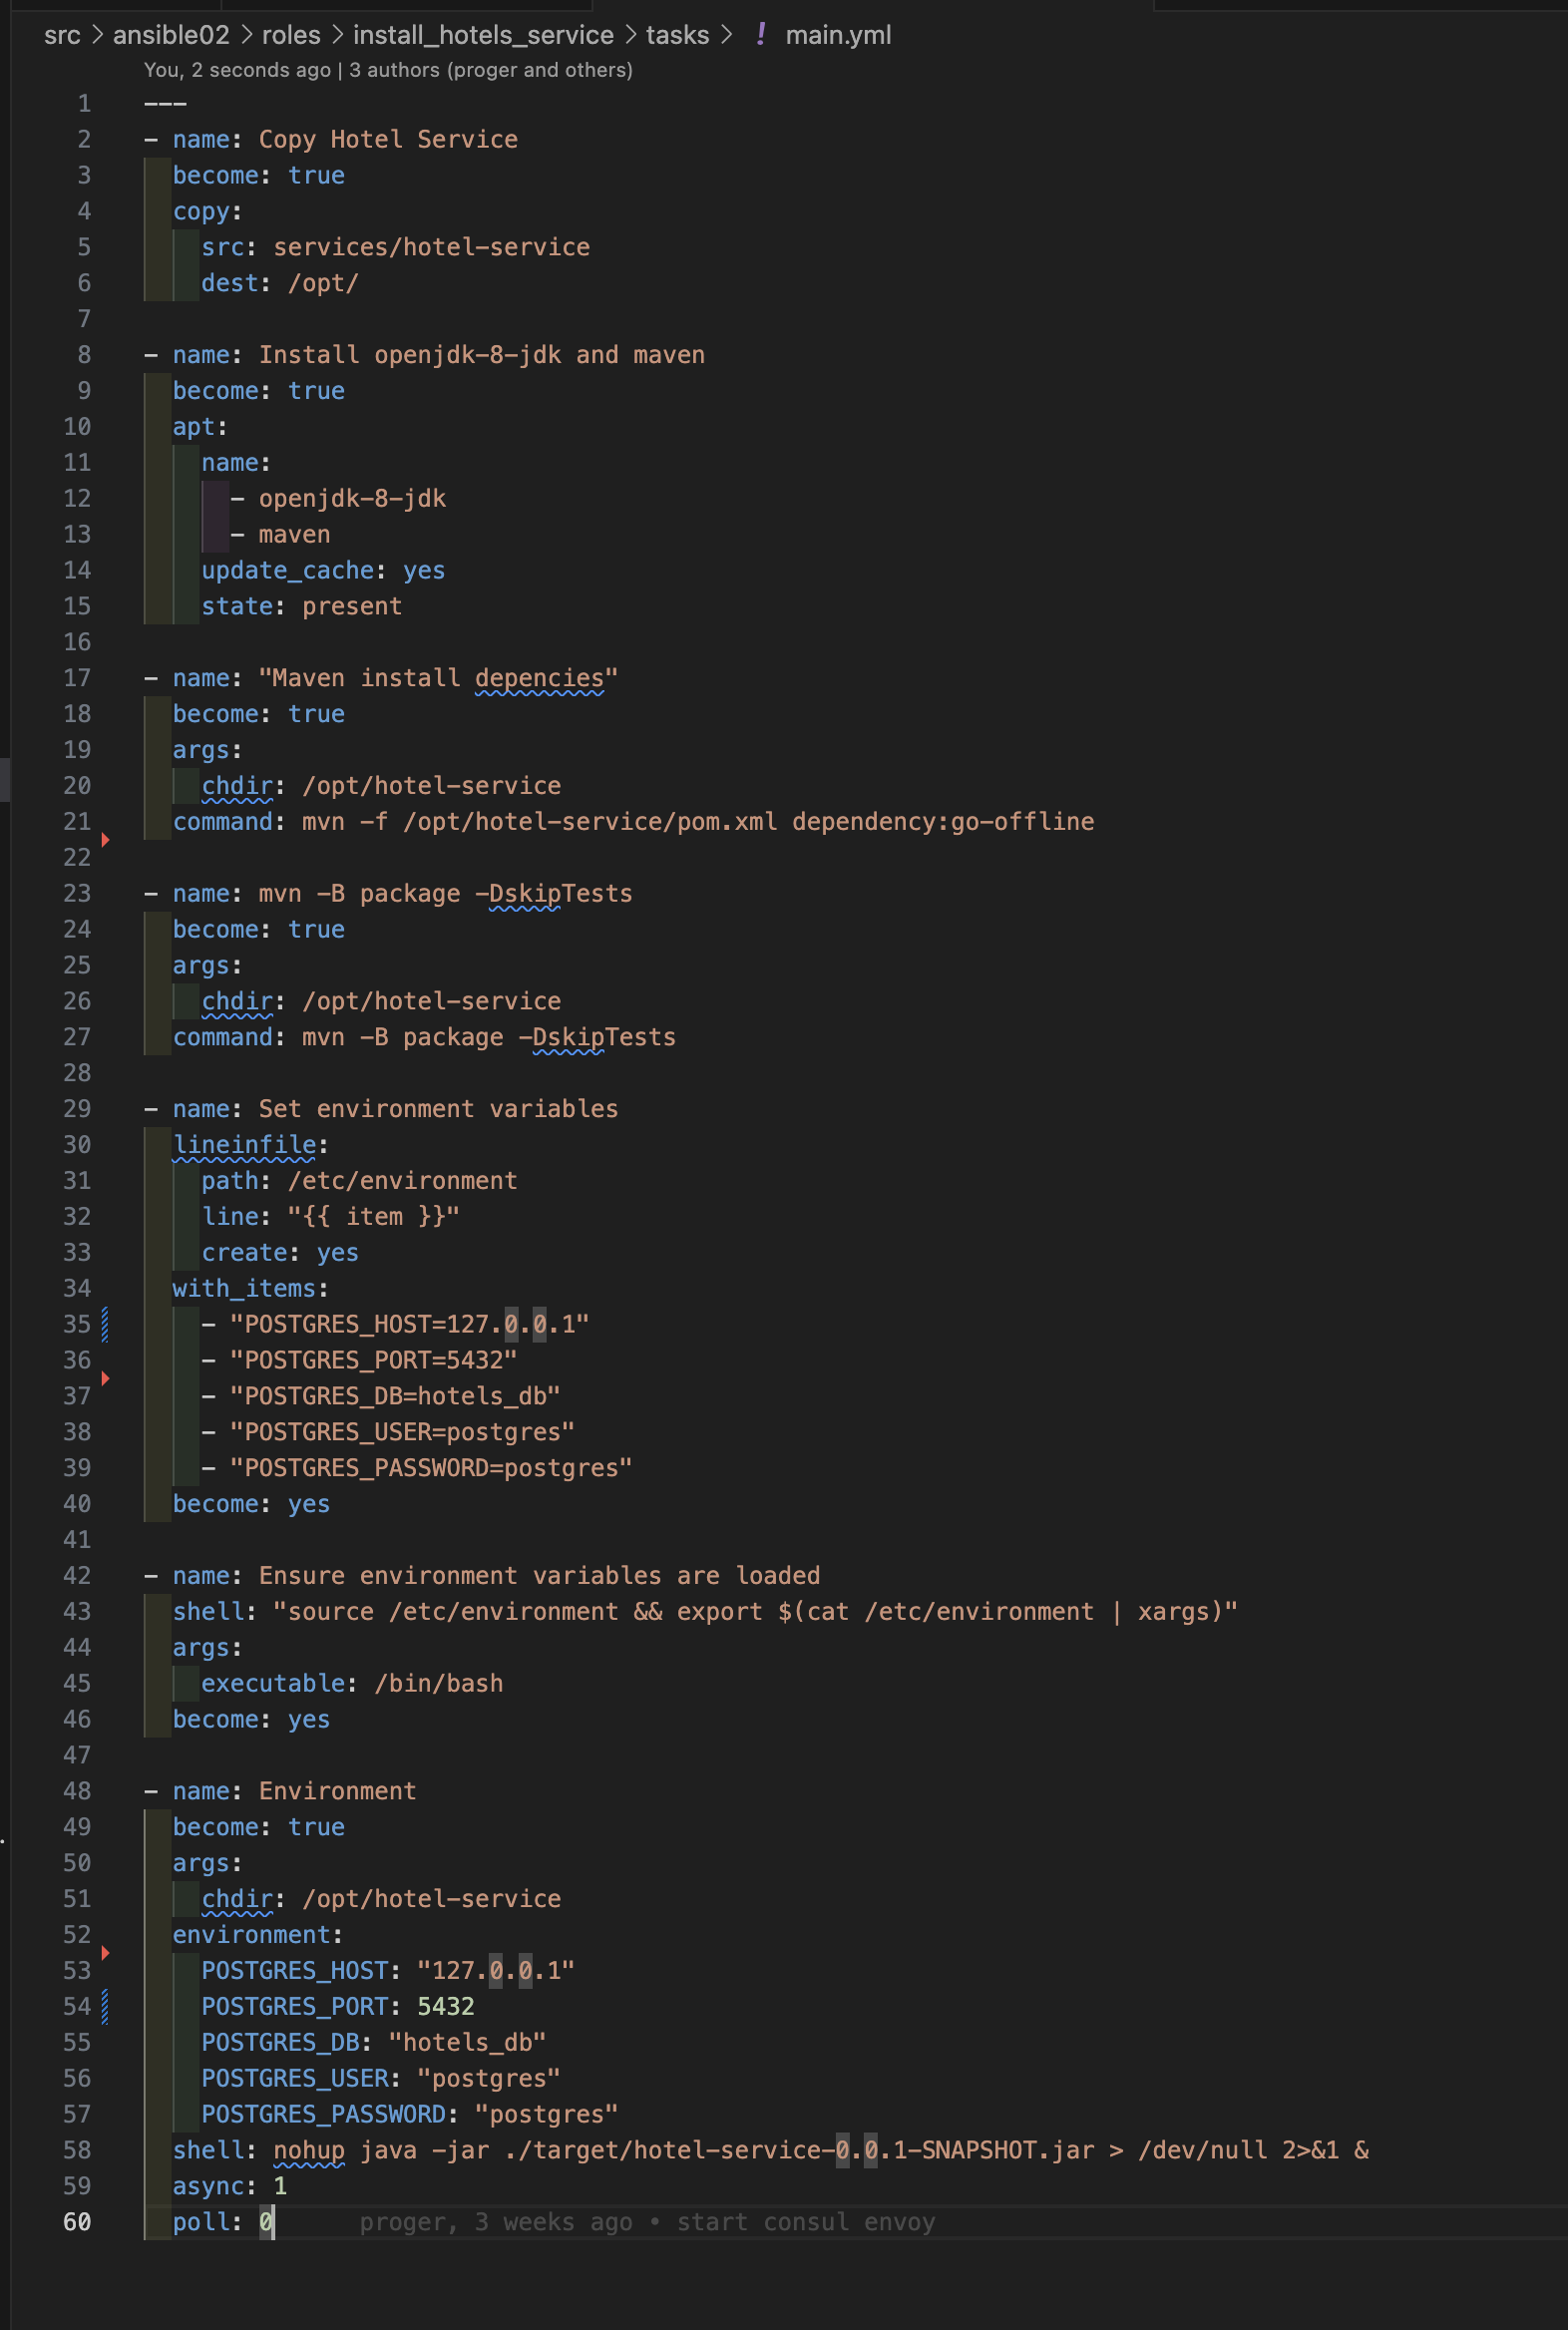 src > ansible02 > roles > install_hotels_service > tasks > ! main.yml
You, 2 seconds ago | 3 authors (proger and others)
1 ---
2 - name: Copy Hotel Service
3   become: true
4   copy:
5     src: services/hotel-service
6     dest: /opt/
7
8 - name: Install openjdk-8-jdk and maven
9   become: true
10   apt:
11     name:
12       - openjdk-8-jdk
13       - maven
14     update_cache: yes
15     state: present
16
17 - name: "Maven install depencies"
18   become: true
19   args:
20     chdir: /opt/hotel-service
21   command: mvn -f /opt/hotel-service/pom.xml dependency:go-offline
22
23 - name: mvn -B package -DskipTests
24   become: true
25   args:
26     chdir: /opt/hotel-service
27   command: mvn -B package -DskipTests
28
29 - name: Set environment variables
30   lineinfile:
31     path: /etc/environment
32     line: "{{ item }}"
33     create: yes
34   with_items:
35     - "POSTGRES_HOST=127.0.0.1"
36     - "POSTGRES_PORT=5432"
37     - "POSTGRES_DB=hotels_db"
38     - "POSTGRES_USER=postgres"
39     - "POSTGRES_PASSWORD=postgres"
40   become: yes
41
42 - name: Ensure environment variables are loaded
43   shell: "source /etc/environment && export $(cat /etc/environment | xargs)"
44   args:
45     executable: /bin/bash
46   become: yes
47
48 - name: Environment
49   become: true
50   args:
51     chdir: /opt/hotel-service
52   environment:
53     POSTGRES_HOST: "127.0.0.1"
54     POSTGRES_PORT: 5432
55     POSTGRES_DB: "hotels_db"
56     POSTGRES_USER: "postgres"
57     POSTGRES_PASSWORD: "postgres"
58   shell: nohup java -jar ./target/hotel-service-0.0.1-SNAPSHOT.jar > /dev/null 2>&1 &
59   async: 1
60   poll: 0 proger, 3 weeks ago • start consul envoy